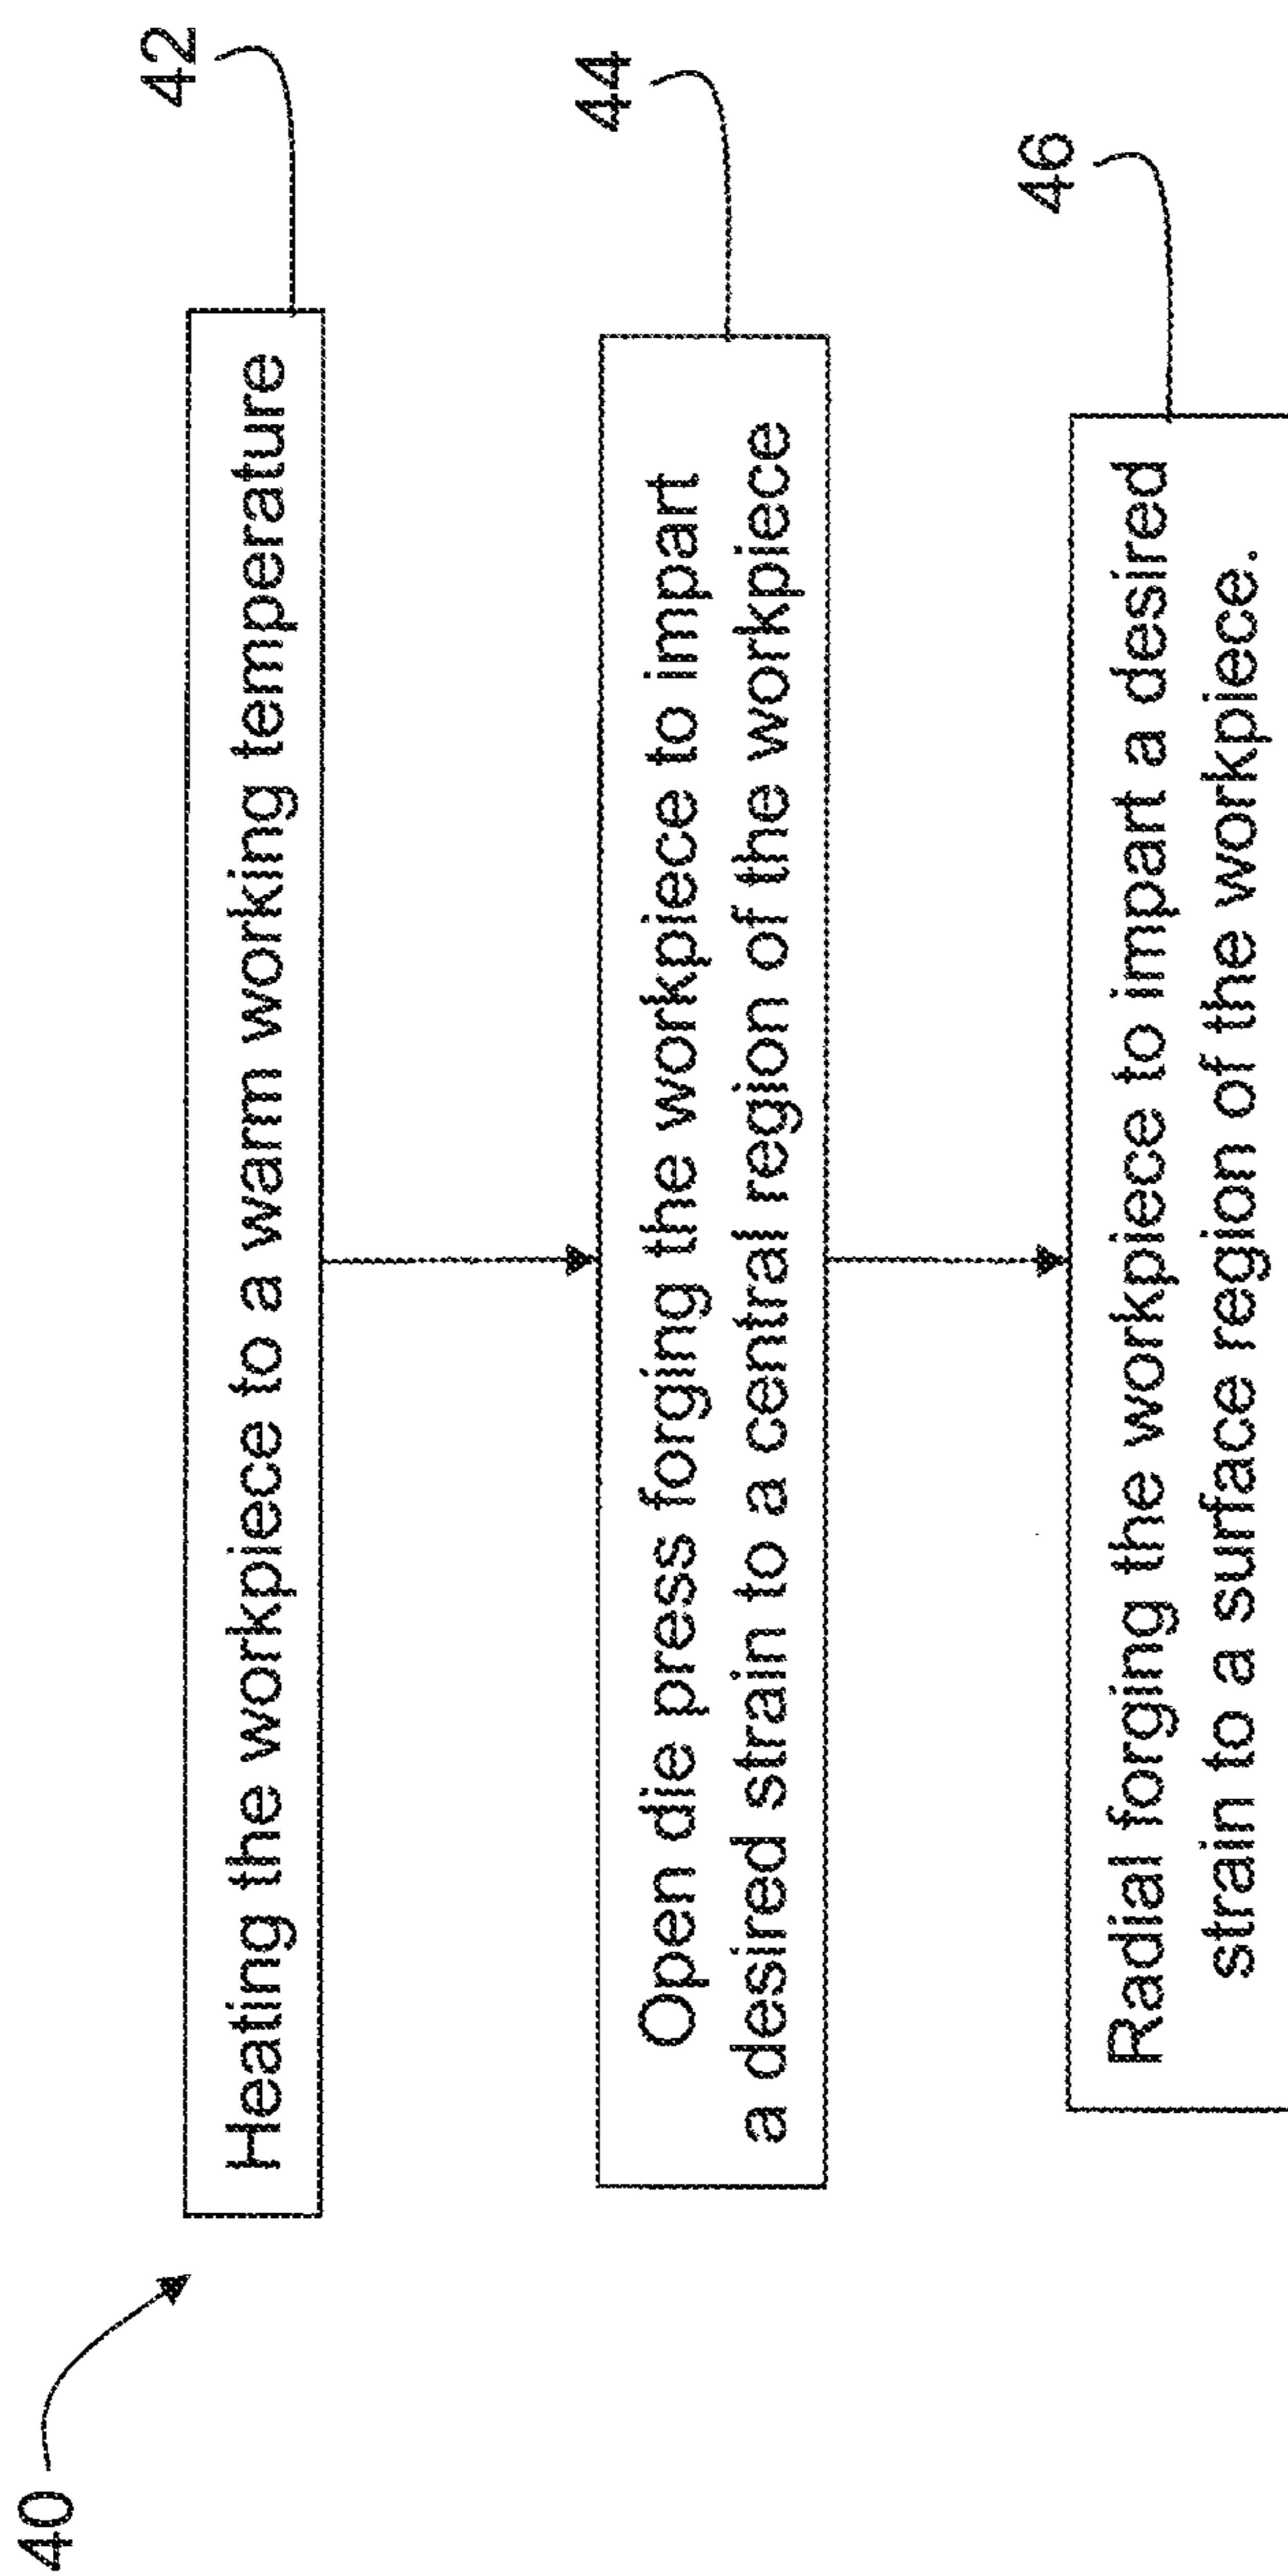 40
42
Heating the workpiece to a warm working temperature
44
Open die press forging the workpiece to impart
a desired strain to a central region of the workpiece
46
Radial forging the workpiece to impart a desired
strain to a surface region of the workpiece.